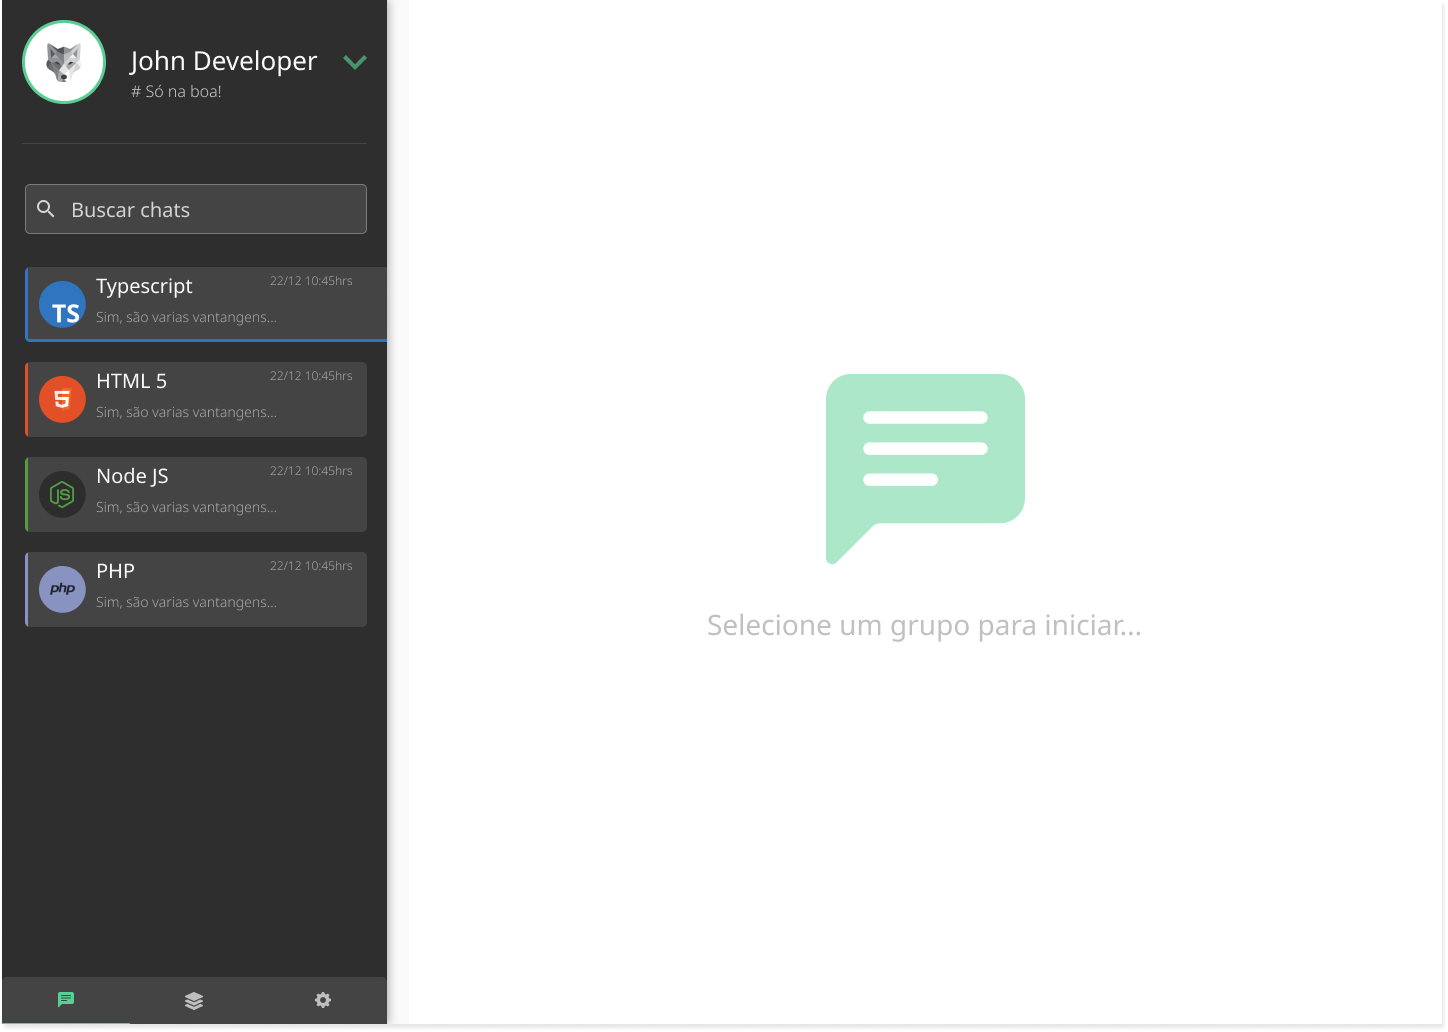 John Developer
# Só na boa!
Buscar chats
Typescript
22/12 10:45hrs
TS
Sim, são varias vantangens...
HTML 5
22/12 10:45hrs
5
Sim, são varias vantangens...
Node JS
22/12 10:45hrs
JS
Sim, são varias vantangens...
PHP
22/12 10:45hrs
php
Sim, são varias vantangens...
Selecione um grupo para iniciar...